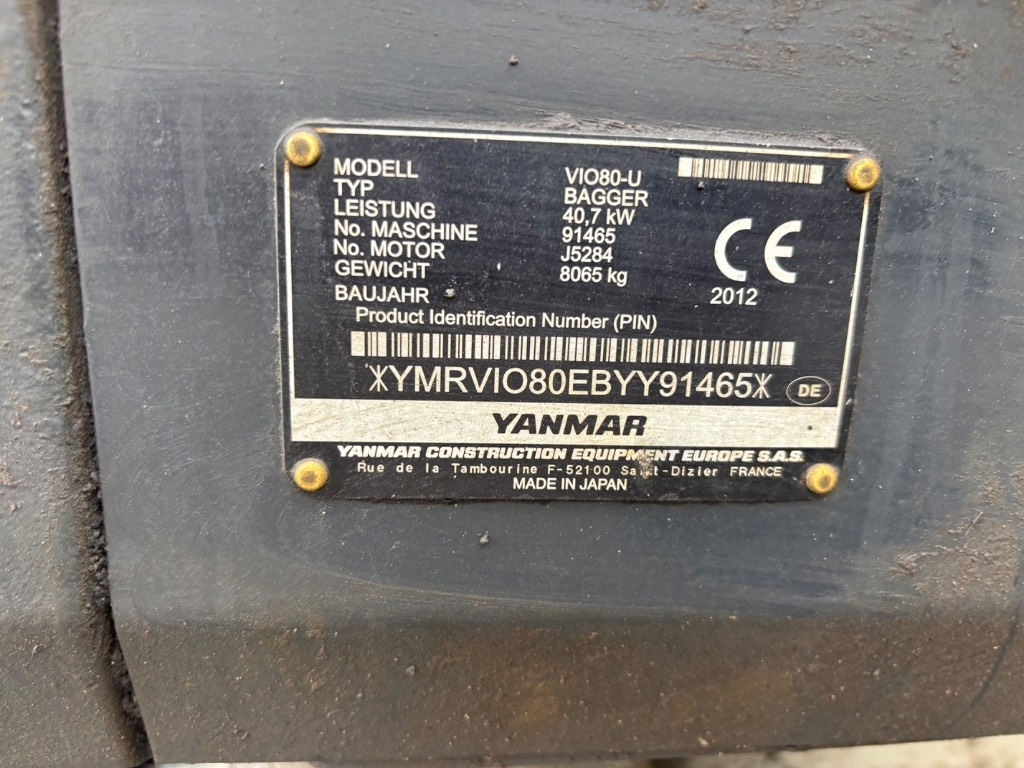 MODELL VIO80-U
TYP BAGGER
LEISTUNG 40,7 kW
No. MASCHINE 91465
No. MOTOR J5284
GEWICHT 8065 kg
BAUJAHR 2012
CE
Product Identification Number (PIN)
YMRVIO80EBYY91465
DE
YANMAR
YANMAR CONSTRUCTION EQUIPMENT EUROPE S.A.S.
Rue de la Tambourine F-52100 Saint-Dizier FRANCE
MADE IN JAPAN